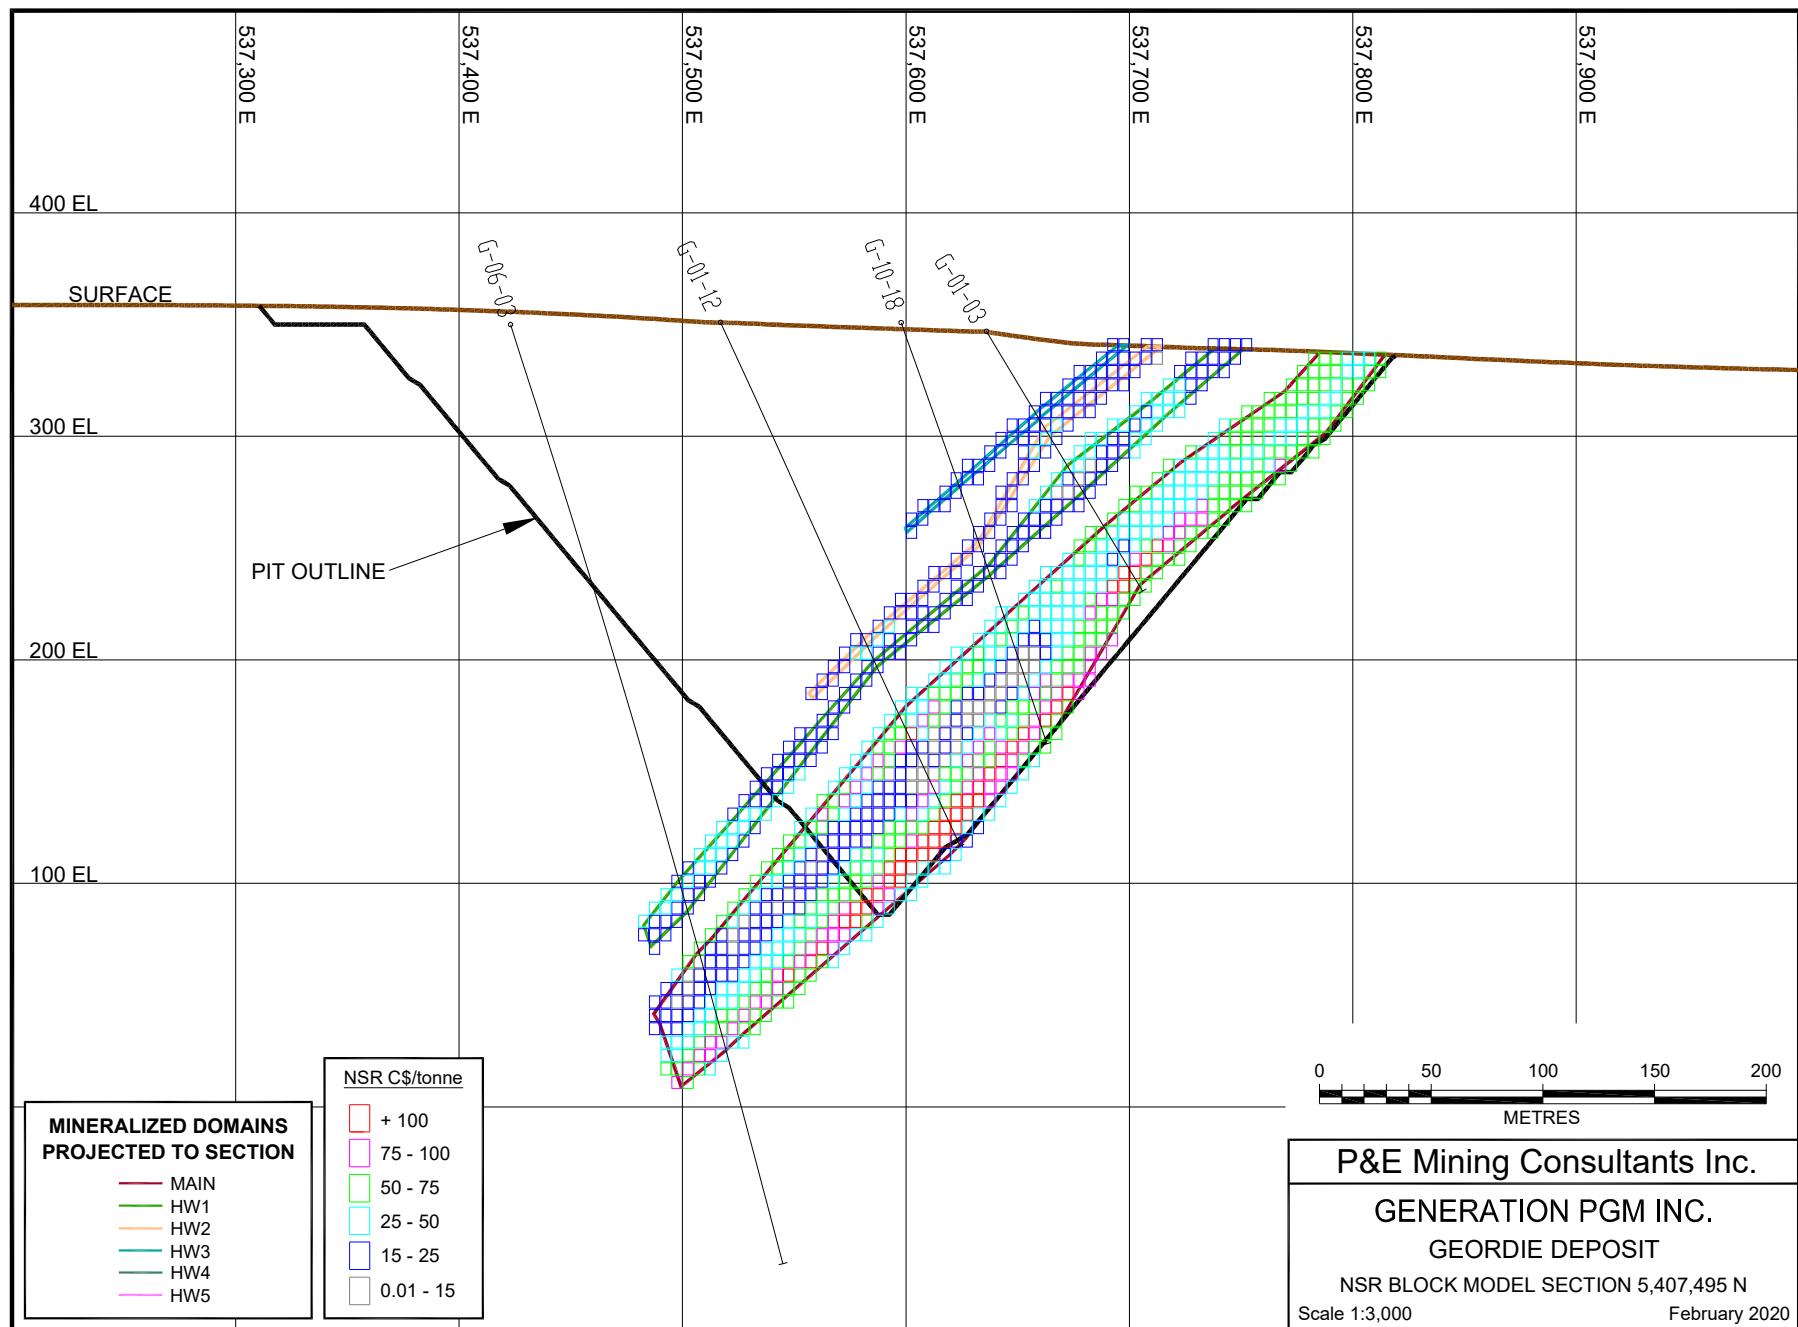 537,300 E
537,400 E
537,500 E
537,600 E
537,700 E
537,800 E
537,900 E
400 EL
G-06-03
G-01-12
G-10-18
G-01-03
SURFACE
300 EL
PIT OUTLINE
200 EL
100 EL
MINERALIZED DOMAINS
PROJECTED TO SECTION
MAIN
HW1
HW2
HW3
HW4
HW5
NSR C$/tonne
+ 100
75 - 100
50 - 75
25 - 50
15 - 25
0.01 - 15
0 50 100 150 200
METRES
P&E Mining Consultants Inc.
GENERATION PGM INC.
GEORDIE DEPOSIT
NSR BLOCK MODEL SECTION 5,407,495 N
Scale 1:3,000 February 2020